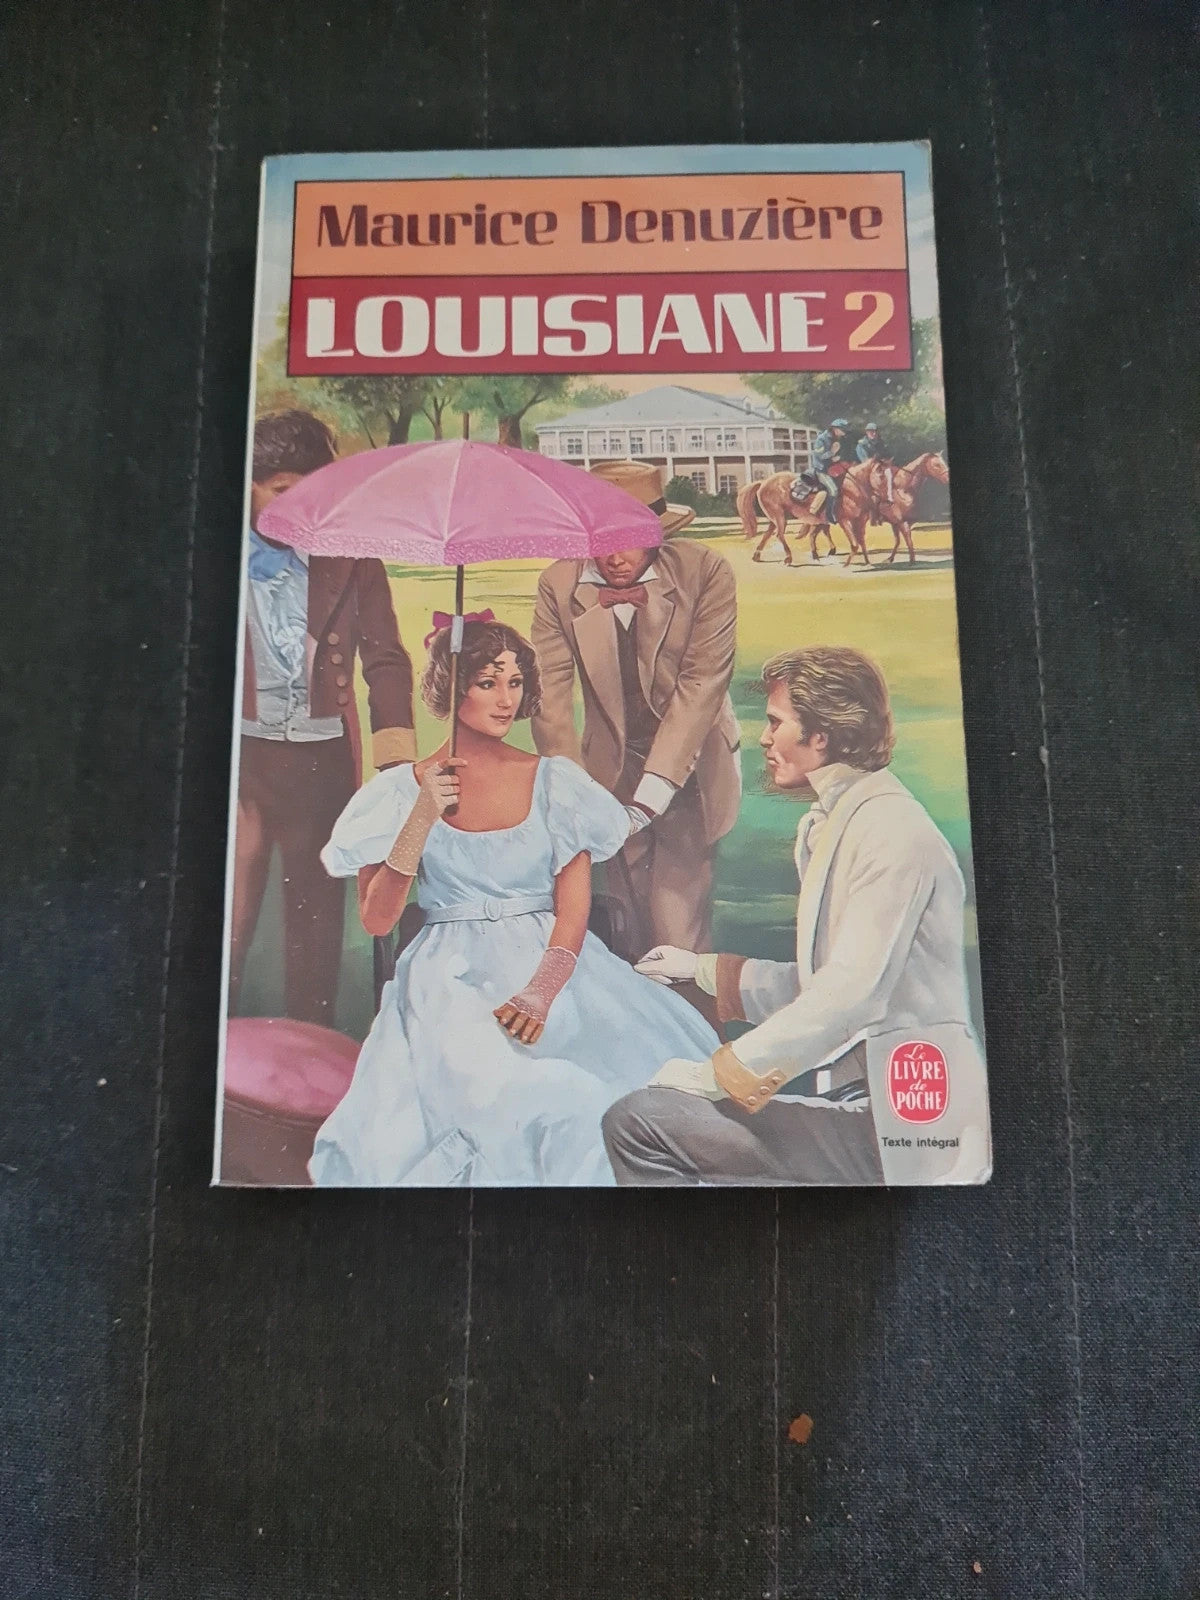 Maurice Denuzière
LOUISIANE 2
Le
LIVRE
de
POCHE
Texte intégral